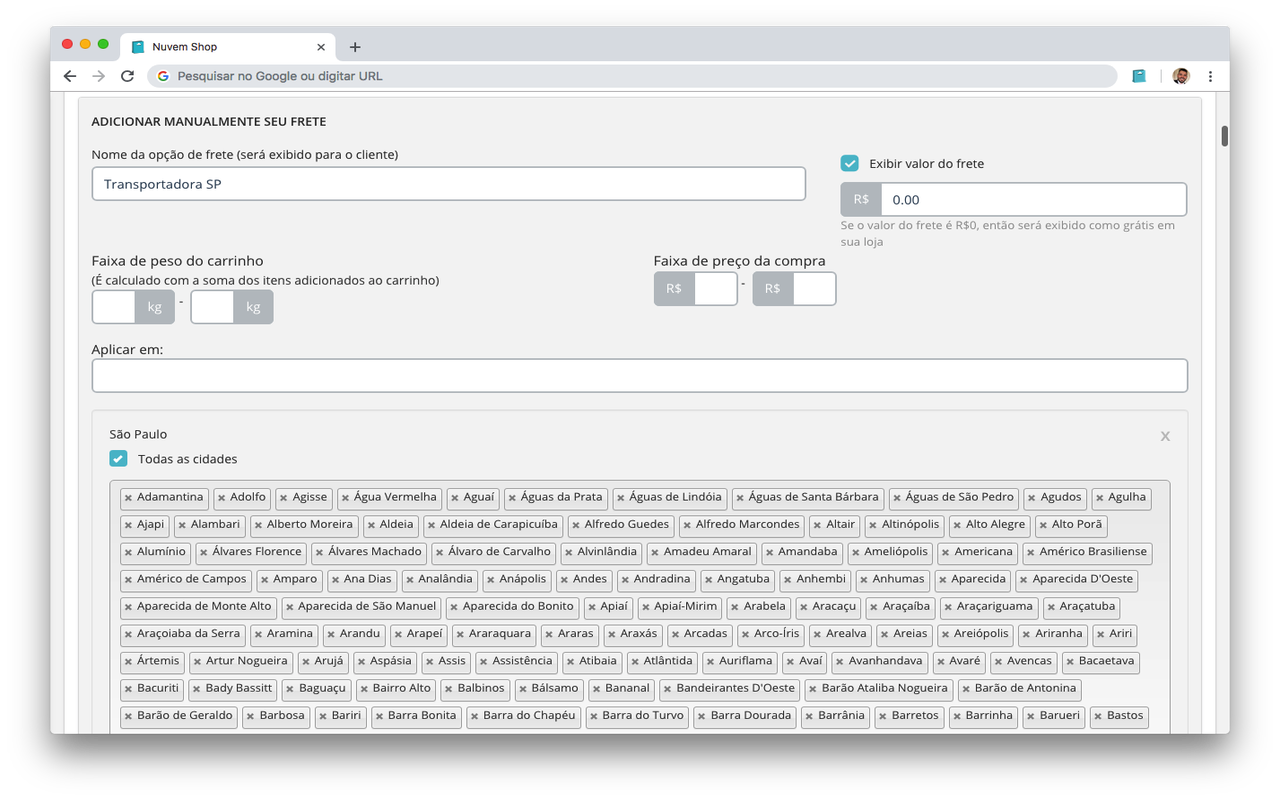 Nuvem Shop
Pesquisar no Google ou digitar URL
ADICIONAR MANUALMENTE SEU FRETE
Nome da opção de frete (será exibido para o cliente)
Transportadora SP
Exibir valor do frete
R$ 0.00
Se o valor do frete é R$0, então será exibido como grátis em
sua loja
Faixa de peso do carrinho
(É calculado com a soma dos itens adicionados ao carrinho)
kg - kg
Faixa de preço da compra
R$ - R$
Aplicar em:
São Paulo
X
Todas as cidades
× Adamantina × Adolfo × Agisse × Água Vermelha × Aguaí × Águas da Prata × Águas de Lindóia × Águas de Santa Bárbara × Águas de São Pedro × Agudos × Agulha
× Ajapi × Alambari × Alberto Moreira × Aldeia × Aldeia de Carapicuíba × Alfredo Guedes × Alfredo Marcondes × Altair × Altinópolis × Alto Alegre × Alto Porã
× Alumínio × Álvares Florence × Álvares Machado × Álvaro de Carvalho × Alvinlândia × Amadeu Amaral × Amandaba × Ameliópolis × Americana × Américo Brasiliense
× Américo de Campos × Amparo × Ana Dias × Analândia × Anápolis × Andes × Andradina × Angatuba × Anhembi × Anhumas × Aparecida × Aparecida D'Oeste
× Aparecida de Monte Alto × Aparecida de São Manuel × Aparecida do Bonito × Apiaí × Apiaí-Mirim × Arabela × Aracaçu × Araçaíba × Araçariguama × Araçatuba
× Araçoiaba da Serra × Aramina × Arandu × Arapeí × Araraquara × Araras × Araxás × Arcadas × Arco-Íris × Arealva × Areias × Areiópolis × Ariranha × Ariri
× Ártemis × Artur Nogueira × Arujá × Aspásia × Assis × Assistência × Atibaia × Atlântida × Auriflama × Avaí × Avanhandava × Avaré × Avencas × Bacaetava
× Bacuriti × Bady Bassitt × Baguaçu × Bairro Alto × Balbinos × Bálsamo × Bananal × Bandeirantes D'Oeste × Barão Ataliba Nogueira × Barão de Antonina
× Barão de Geraldo × Barbosa × Bariri × Barra Bonita × Barra do Chapéu × Barra do Turvo × Barra Dourada × Barrânia × Barretos × Barrinha × Barueri × Bastos